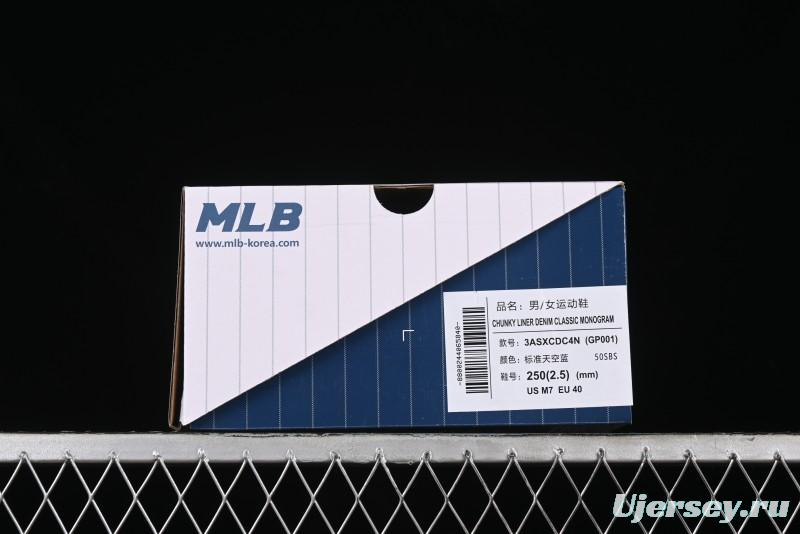 MLB
www.mlb-korea.com
品名: 男/女运动鞋
CHUNKY LINER DENIM CLASSIC MONOGRAM
款号: 3ASXCDC4N (GP001)
颜色: 标准天空蓝 50SBS
鞋号: 250(2.5) (mm)
US M7 EU 40
-8800244065840-
Ujersey.ru